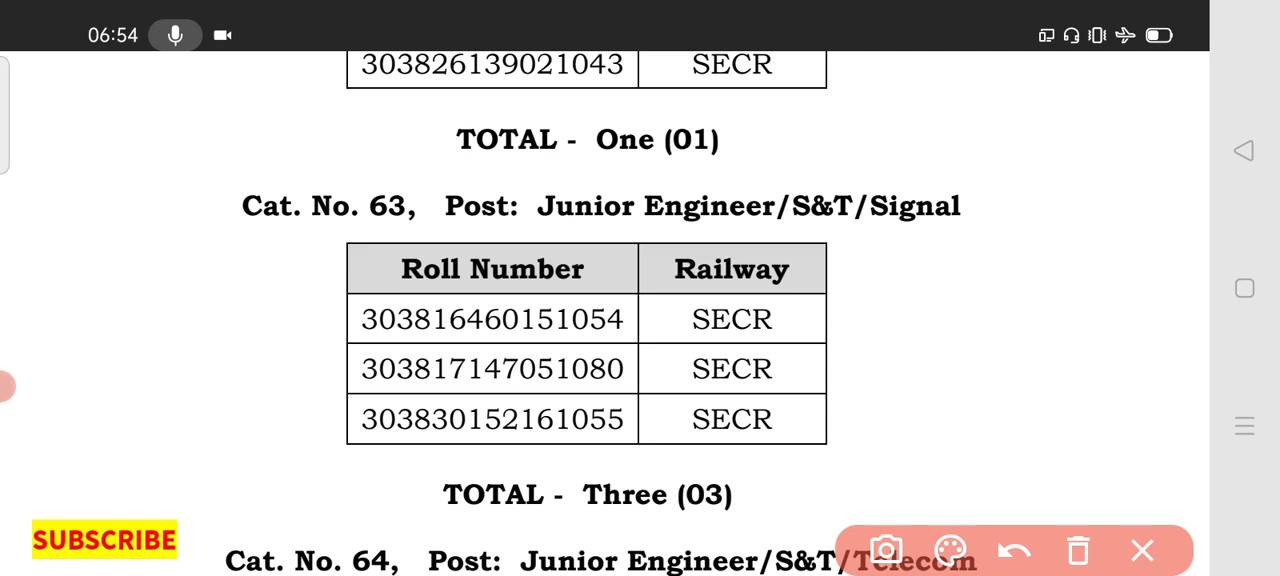 06:54
303826139021043 SECR
TOTAL - One (01)
Cat. No. 63, Post: Junior Engineer/S&T/Signal
Roll Number Railway
303816460151054 SECR
303817147051080 SECR
303830152161055 SECR
TOTAL - Three (03)
SUBSCRIBE
Cat. No. 64, Post: Junior Engineer/S&T/Telecom